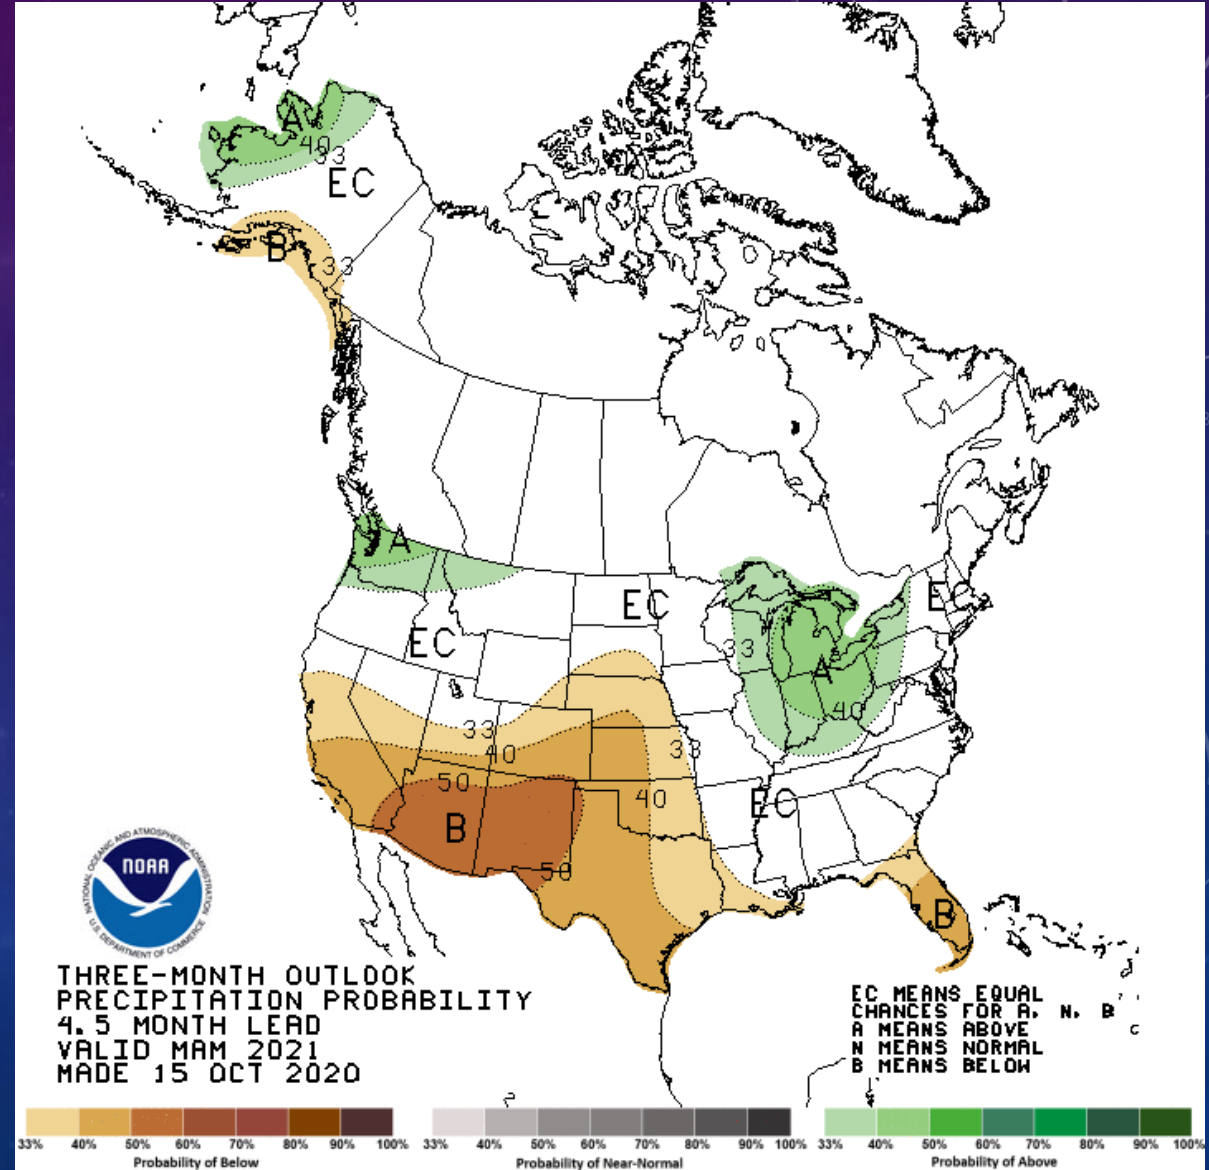 A
40
33
EC
B
33
A
EC
EC
EC
33
A
40
33
40
50
33
40
EC
B
50
B
NATIONAL OCEANIC AND ATMOSPHERIC ADMINISTRATION
NOAA
U.S. DEPARTMENT OF COMMERCE
THREE-MONTH OUTLOOK
PRECIPITATION PROBABILITY
4.5 MONTH LEAD
VALID MAM 2021
MADE 15 OCT 2020
EC MEANS EQUAL
CHANCES FOR A, N, B
A MEANS ABOVE
N MEANS NORMAL
B MEANS BELOW
33% 40% 50% 60% 70% 80% 90% 100%
Probability of Below
33% 40% 50% 60% 70% 80% 90% 100%
Probability of Near-Normal
33% 40% 50% 60% 70% 80% 90% 100%
Probability of Above